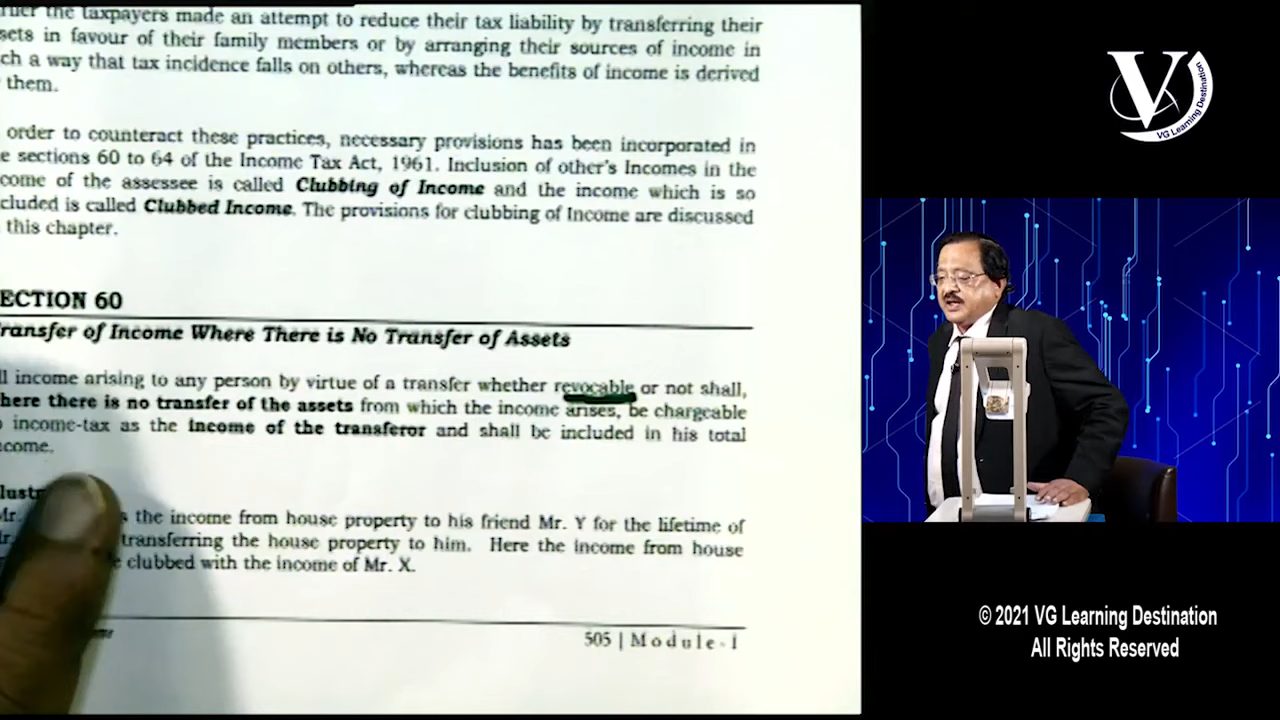 the taxpayers made an attempt to reduce their tax liability by transferring their
sets in favour of their family members or by arranging their sources of income in
ch a way that tax incidence falls on others, whereas the benefits of income is derived
them.
order to counteract these practices, necessary provisions has been incorporated in
e sections 60 to 64 of the Income Tax Act, 1961. Inclusion of other's Incomes in the
come of the assessee is called Clubbing of Income and the income which is so
cluded is called Clubbed Income. The provisions for clubbing of Income are discussed
this chapter.
ECTION 60
ransfer of Income Where There is No Transfer of Assets
ll income arising to any person by virtue of a transfer whether revocable or not shall,
here there is no transfer of the assets from which the income arises, be chargeable
income-tax as the income of the transferor and shall be included in his total
come.
lustr
Mr. s the income from house property to his friend Mr. Y for the lifetime of
r. transferring the house property to him. Here the income from house
e clubbed with the income of Mr. X.
505 | Module-I
V
VG Learning Destination
© 2021 VG Learning Destination
All Rights Reserved